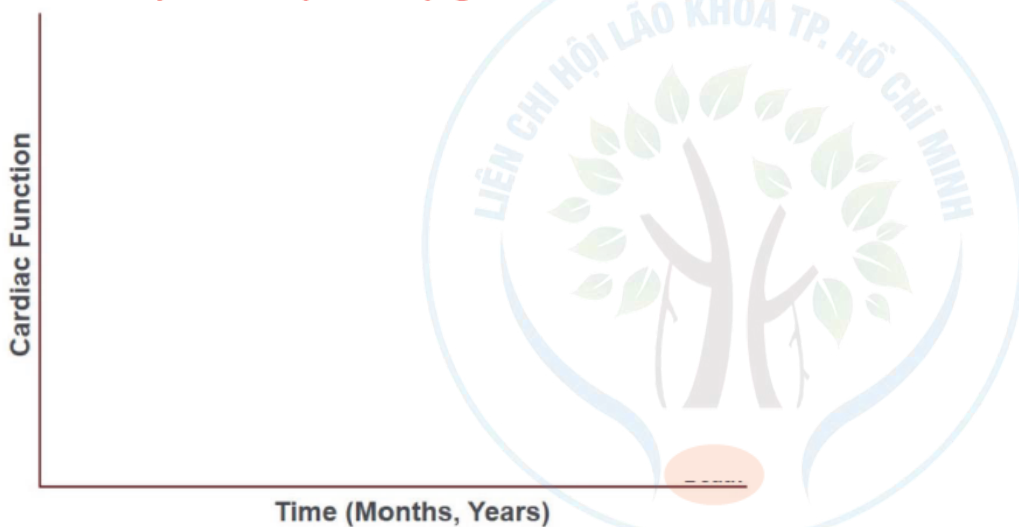 LIÊN CHI HỘI LÃO KHOA TP. HỒ CHÍ MINH
Cardiac Function
Time (Months, Years)